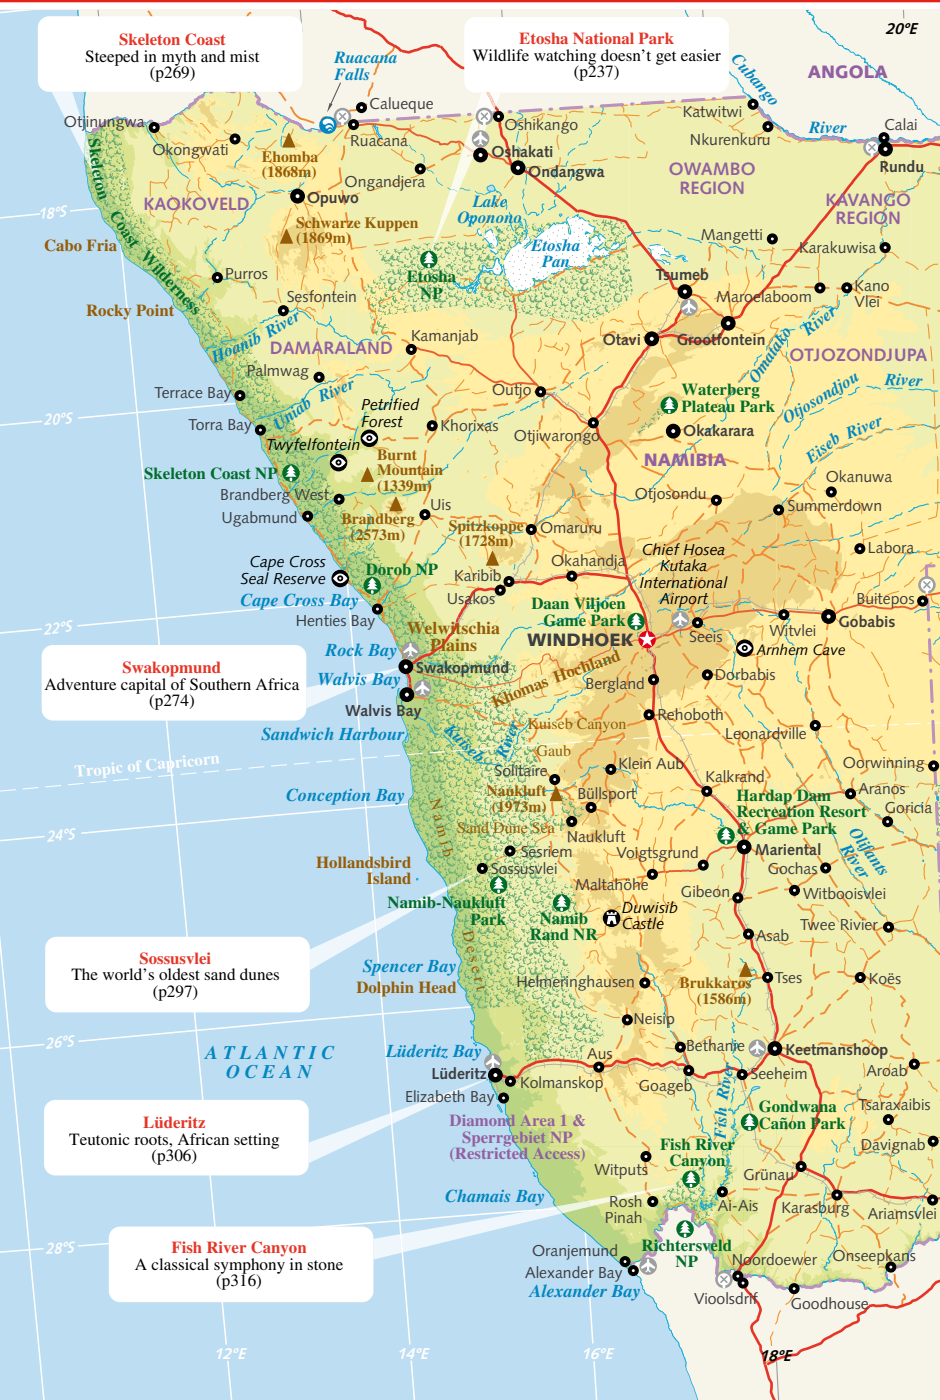 20°E
Skeleton Coast
Steeped in myth and mist
(p269)
Etosha National Park
Wildlife watching doesn't get easier
(p237)
Ruacana
Falls
Cubango
ANGOLA
Calueque
Katwitwi
Otjinungwa
Oshikango
Nkurenkuru
River
Calai
Okongwati
Ruacana
Ehomba
(1868m)
Oshakati
Rundu
Ongandjera
Ondangwa
OWAMBO
REGION
Skeleton Coast Wilderness
KAOKOVELD
Opuwo
Lake
Oponono
KAVANGO
REGION
18°S
Schwarze Kuppen
(1869m)
Mangetti
Karakuwisa
Cabo Fria
Etosha
Pan
Purros
Etosha
NP
Tsumeb
Maroelaboom
Kano
Vlei
Sesfontein
Rocky Point
Hoanib River
Kamanjab
Otavi
Grootfontein
Omatako River
DAMARALAND
OTJOZONDJUPA
Palmwag
Uniab River
Terrace Bay
Outjo
Waterberg
Plateau Park
Otjosondjou River
20°S
Petrified
Forest
Torra Bay
Khorixas
Otjiwarongo
Okakarara
Eiseb River
Twyfelfontein
NAMIBIA
Skeleton Coast NP
Burnt
Mountain
(1339m)
Okanuwa
Brandberg West
Otjosondu
Summerdown
Ugabmund
Uis
Brandberg
(2573m)
Spitzkoppe
(1728m)
Omaruru
Chief Hosea
Kutaka
International
Airport
Labora
Cape Cross
Seal Reserve
Dorob NP
Okahandja
Karibib
Usakos
Cape Cross Bay
Henties Bay
Daan Viljoen
Game Park
Buitepos
22°S
Welwitschia
Plains
WINDHOEK
Seeis
Witvlei
Gobabis
Rock Bay
Arnhem Cave
Swakopmund
Adventure capital of Southern Africa
(p274)
Swakopmund
Khomas Hochland
Walvis Bay
Bergland
Dorbabis
Walvis Bay
Rehoboth
Sandwich Harbour
Kuiseb River
Kuiseb Canyon
Leonardville
Gaub
Tropic of Capricorn
Solitaire
Klein Aub
Oorwinning
Kalkrand
Conception Bay
Naukluft
(1973m)
Büllsport
Hardap Dam
Recreation Resort
& Game Park
Aranos
Goricia
24°S
Sand Dune Sea
Naukluft
Olifants
River
Namib Desert
Sesriem
Voigtsgrund
Mariental
Hollandsbird
Island
Sossusvlei
Maltahöhe
Gochas
Namib-Naukluft
Park
Gibeon
Witbooisvlei
Namib
Rand NR
Duwisib
Castle
Twee Rivier
Asab
Sossusvlei
The world's oldest sand dunes
(p297)
Spencer Bay
Dolphin Head
Helmeringhausen
Brukkaros
(1586m)
Tses
Koës
Neisip
26°S
ATLANTIC
OCEAN
Lüderitz Bay
Aus
Bethanie
Keetmanshoop
Lüderitz
Kolmanskop
Goageb
Seeheim
Aroab
Elizabeth Bay
Fish River
Lüderitz
Teutonic roots, African setting
(p306)
Diamond Area 1 &
Sperrgebiet NP
(Restricted Access)
Gondwana
Cañon Park
Tsaraxaibis
Fish River
Canyon
Davignab
Witputs
Grünau
Chamais Bay
Rosh
Pinah
Ai-Ais
Karasburg
Ariamsvlei
28°S
Fish River Canyon
A classical symphony in stone
(p316)
Richtersveld
NP
Oranjemund
Noordoewer
Onseepkans
Alexander Bay
Alexander Bay
Vioolsdrif
Goodhouse
12°E
14°E
16°E
18°E